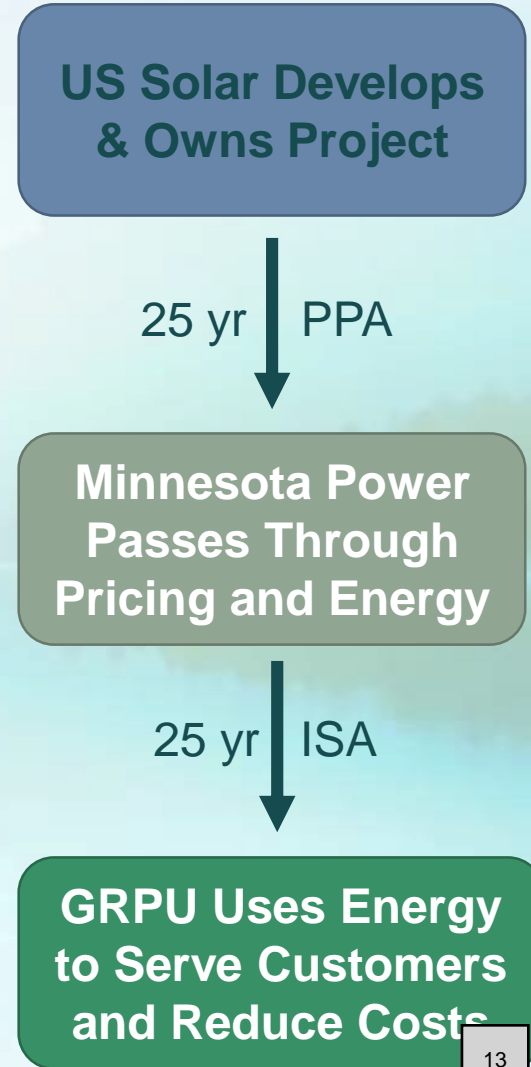 US Solar Develops
& Owns Project
25 yr PPA
Minnesota Power
Passes Through
Pricing and Energy
25 yr ISA
GRPU Uses Energy
to Serve Customers
and Reduce Costs
13